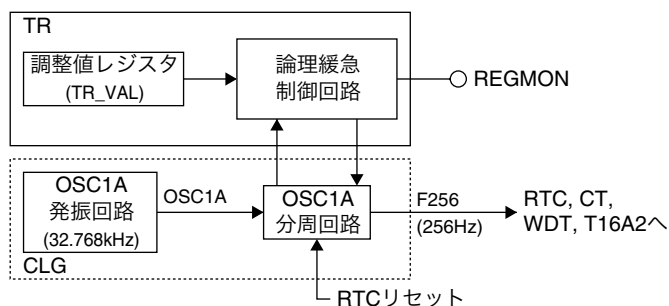 TR
調整値レジスタ
(TR_VAL)
論理緩急
制御回路
REGMON
OSC1A
発振回路
(32.768kHz)
OSC1A
OSC1A
分周回路
F256
(256Hz)
RTC, CT,
WDT, T16A2へ
CLG
RTCリセット